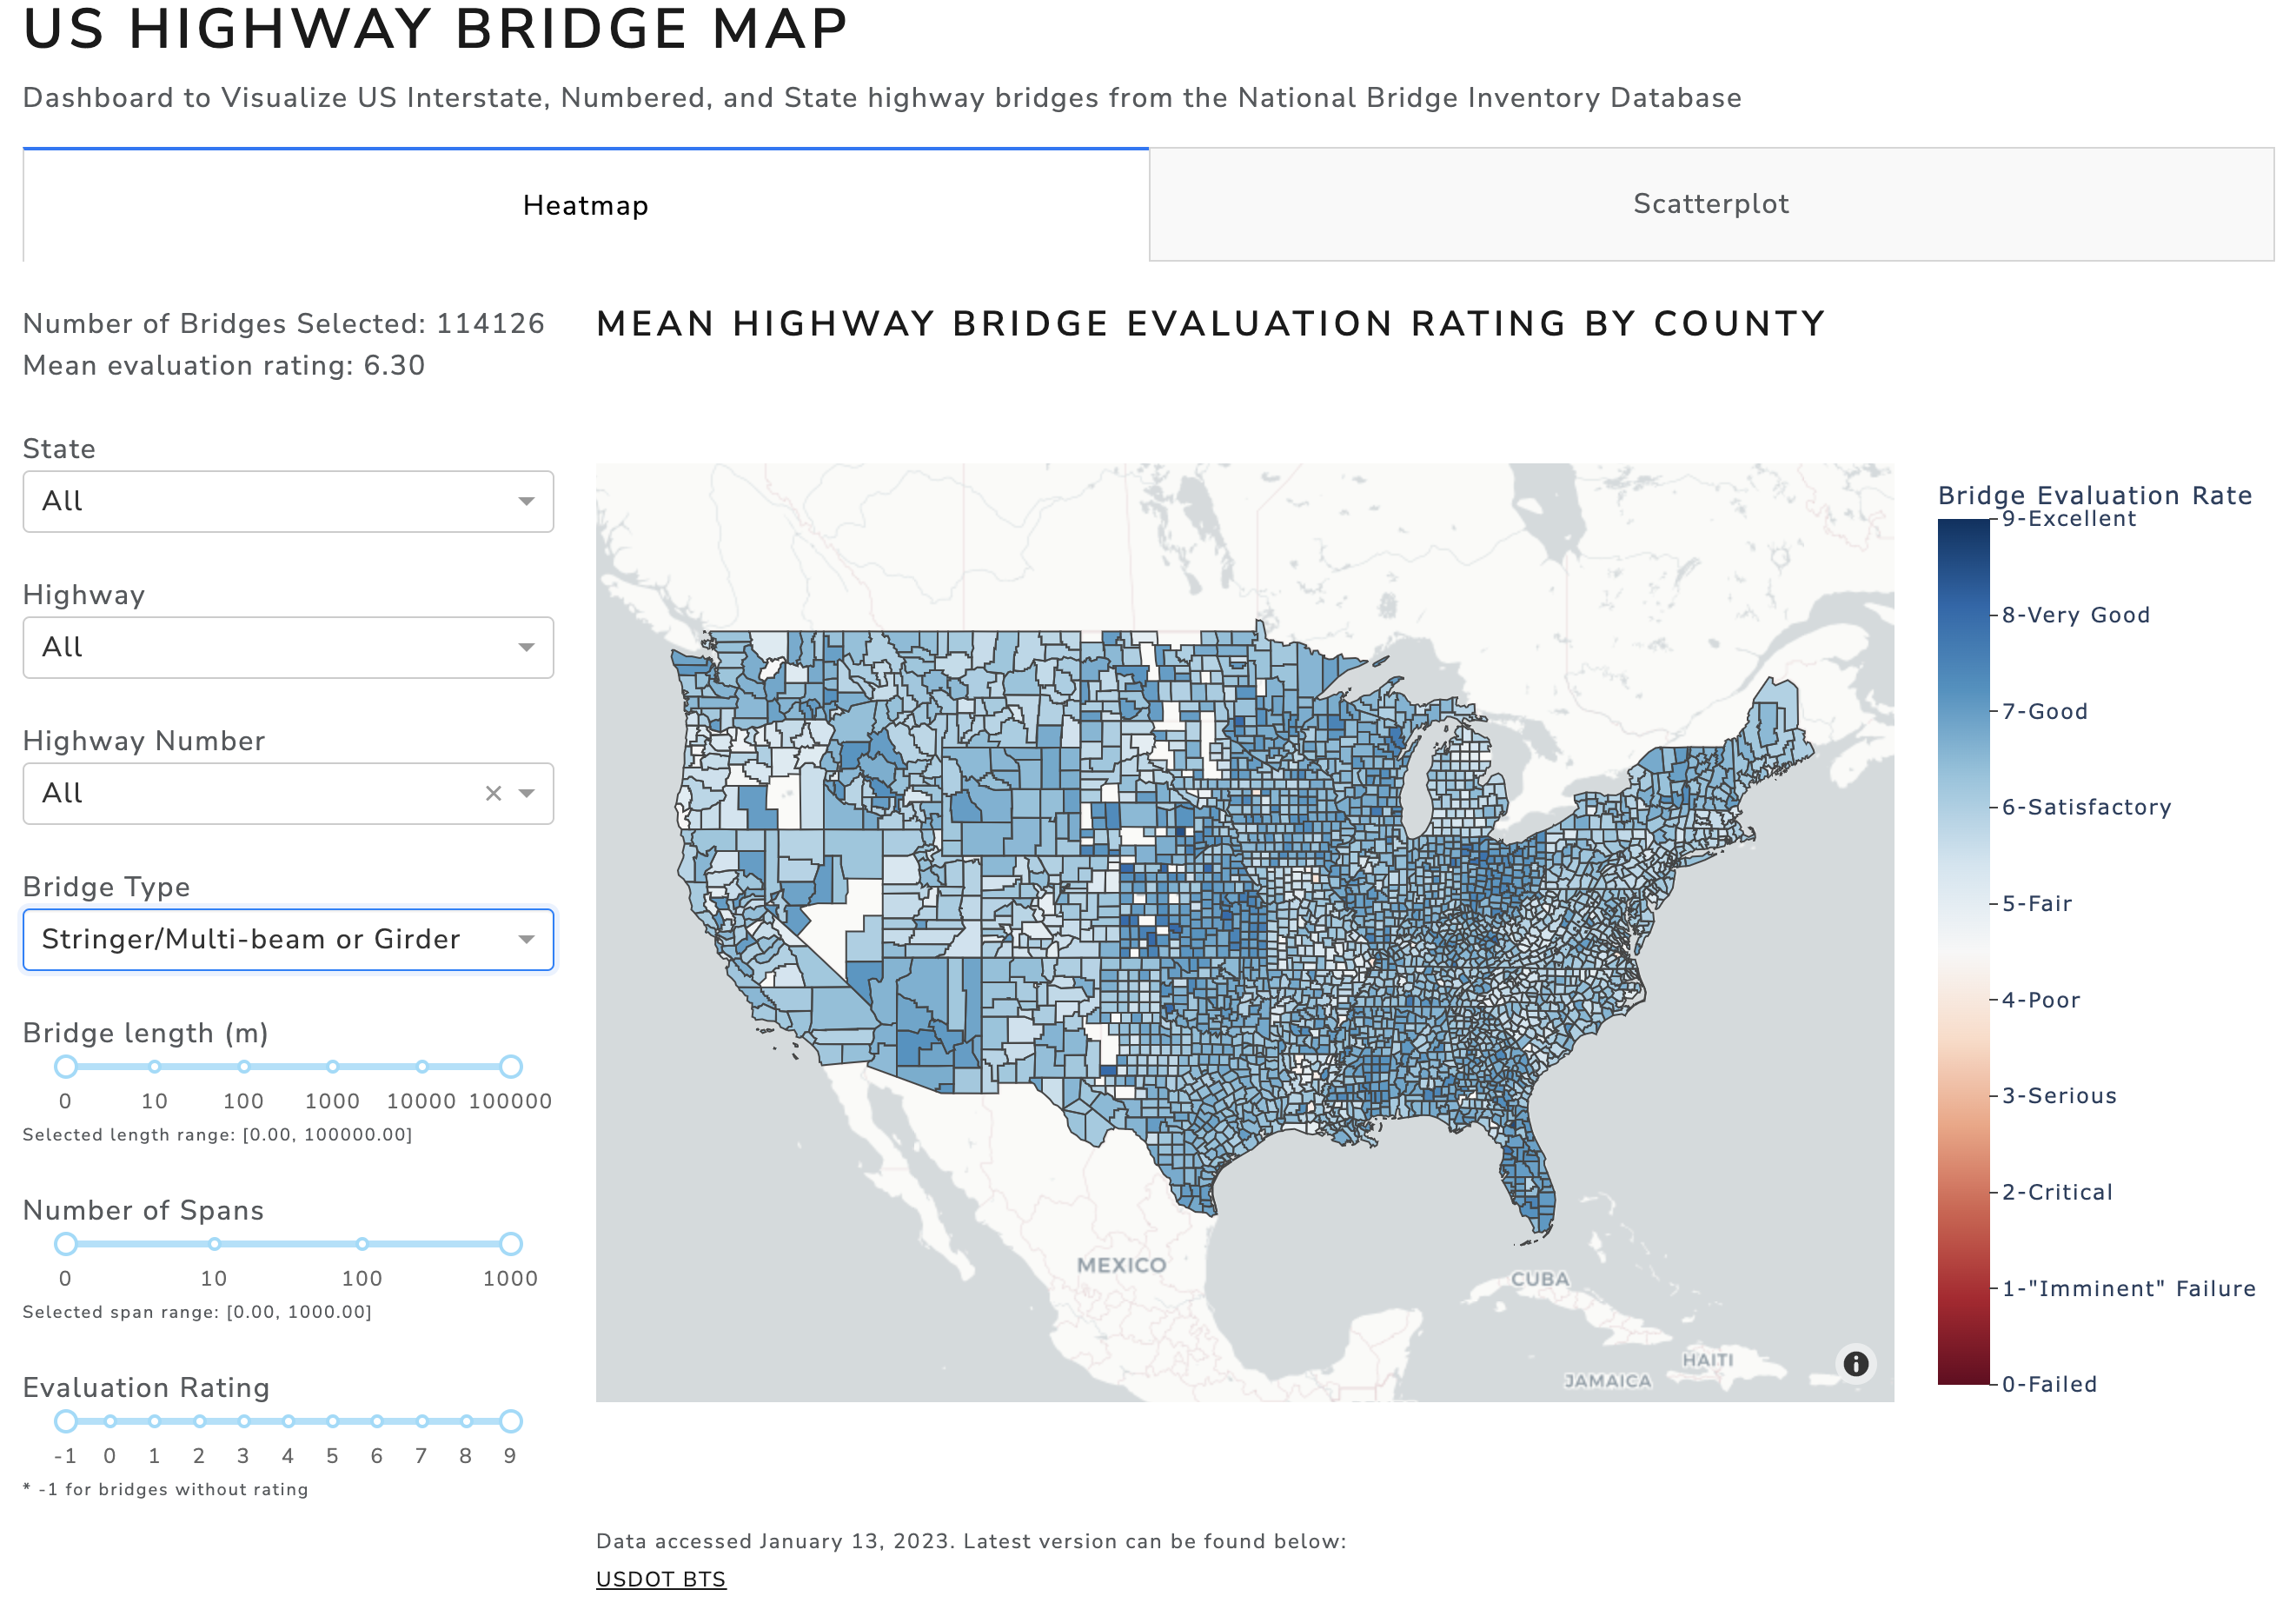 US HIGHWAY BRIDGE MAP
Dashboard to Visualize US Interstate, Numbered, and State highway bridges from the National Bridge Inventory Database
Heatmap
Scatterplot
Number of Bridges Selected: 114126
Mean evaluation rating: 6.30
State
All
Highway
All
Highway Number
All
Bridge Type
Stringer/Multi-beam or Girder
Bridge length (m)
0 10 100 1000 10000 100000
Selected length range: [0.00, 100000.00]
Number of Spans
0 10 100 1000
Selected span range: [0.00, 1000.00]
Evaluation Rating
-1 0 1 2 3 4 5 6 7 8 9
* -1 for bridges without rating
MEAN HIGHWAY BRIDGE EVALUATION RATING BY COUNTY
MEXICO
CUBA
HAITI
JAMAICA
Bridge Evaluation Rate
9-Excellent
8-Very Good
7-Good
6-Satisfactory
5-Fair
4-Poor
3-Serious
2-Critical
1-"Imminent" Failure
0-Failed
Data accessed January 13, 2023. Latest version can be found below:
USDOT BTS